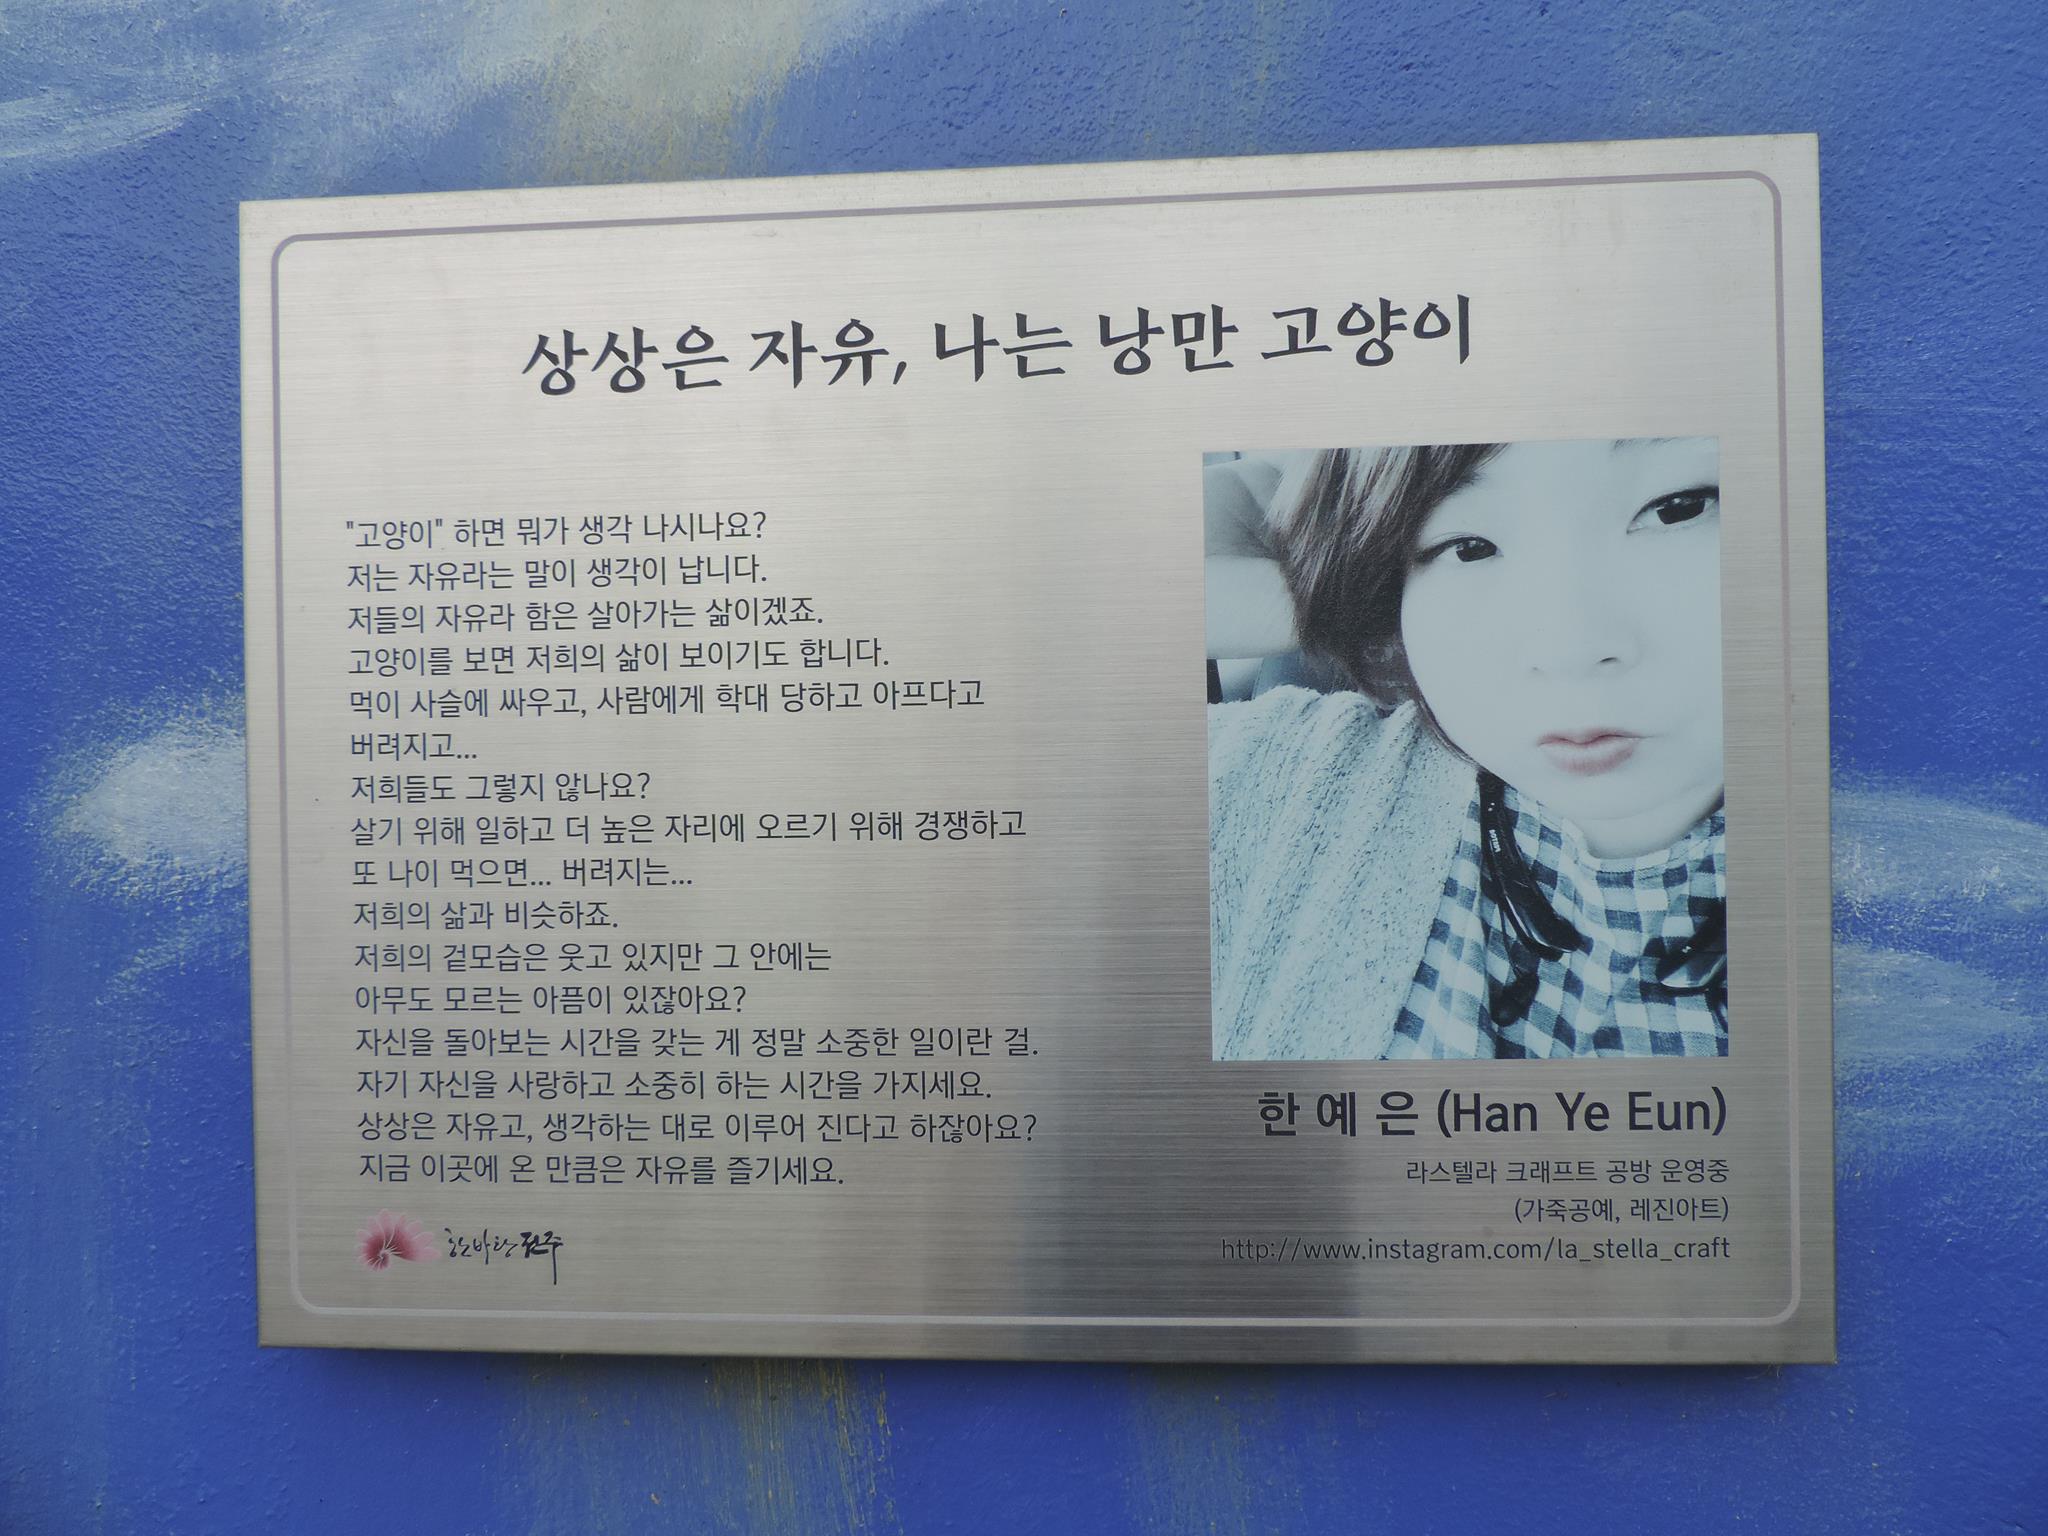 상상은 자유, 나는 낭만 고양이
"고양이" 하면 뭐가 생각 나시나요?
저는 자유라는 말이 생각이 납니다.
저들의 자유라 함은 살아가는 삶이겠죠.
고양이를 보면 저희의 삶이 보이기도 합니다.
먹이 사슬에 싸우고, 사람에게 학대 당하고 아프다고
버려지고...
저희들도 그렇지 않나요?
살기 위해 일하고 더 높은 자리에 오르기 위해 경쟁하고
또 나이 먹으면... 버려지는...
저희의 삶과 비슷하죠.
저희의 겉모습은 웃고 있지만 그 안에는
아무도 모르는 아픔이 있잖아요?
자신을 돌아보는 시간을 갖는 게 정말 소중한 일이란 걸.
자기 자신을 사랑하고 소중히 하는 시간을 가지세요.
상상은 자유고, 생각하는 대로 이루어 진다고 하잖아요?
지금 이곳에 온 만큼은 자유를 즐기세요.
한바탕 전주
한 예 은 (Han Ye Eun)
라스텔라 크래프트 공방 운영중
(가죽공예, 레진아트)
http://www.instagram.com/la_stella_craft